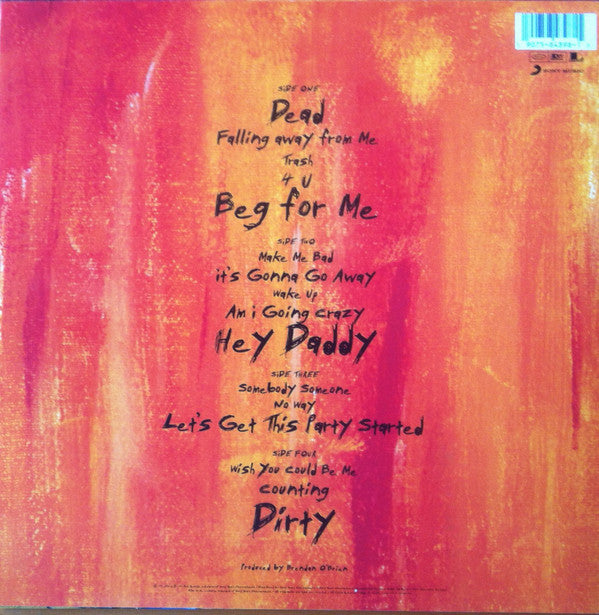 SiDE ONE
Dead
Falling away from Me
Trash
4 U
Beg for Me
SiDE TWO
Make Me Bad
it's Gonna Go Away
Wake Up
Am i Going crazy
Hey Daddy
SiDE THREE
Somebody Someone
No Way
Let's Get This Party Started
SiDE FOUR
Wish You Could Be Me
Counting
Dirty
Produced by Brendan O'Brien